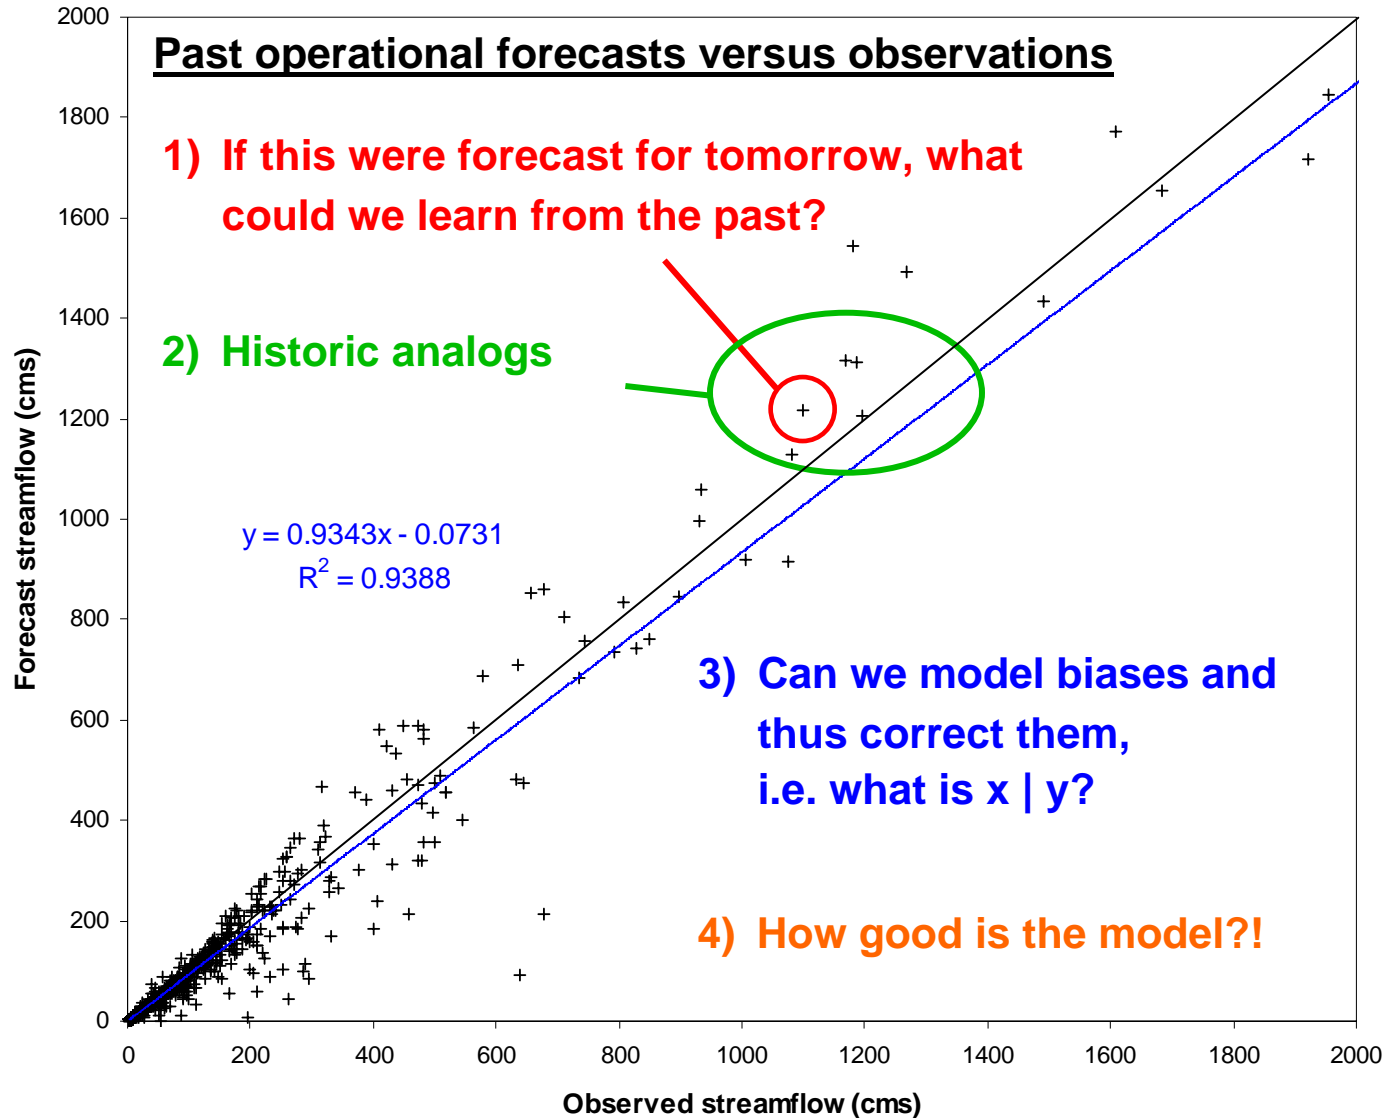 Past operational forecasts versus observations
1) If this were forecast for tomorrow, what
could we learn from the past?
2) Historic analogs
y = 0.9343x - 0.0731
R² = 0.9388
3) Can we model biases and
thus correct them,
i.e. what is x | y?
4) How good is the model?!
Forecast streamflow (cms)
2000
1800
1600
1400
1200
1000
800
600
400
200
0
0 200 400 600 800 1000 1200 1400 1600 1800 2000
Observed streamflow (cms)